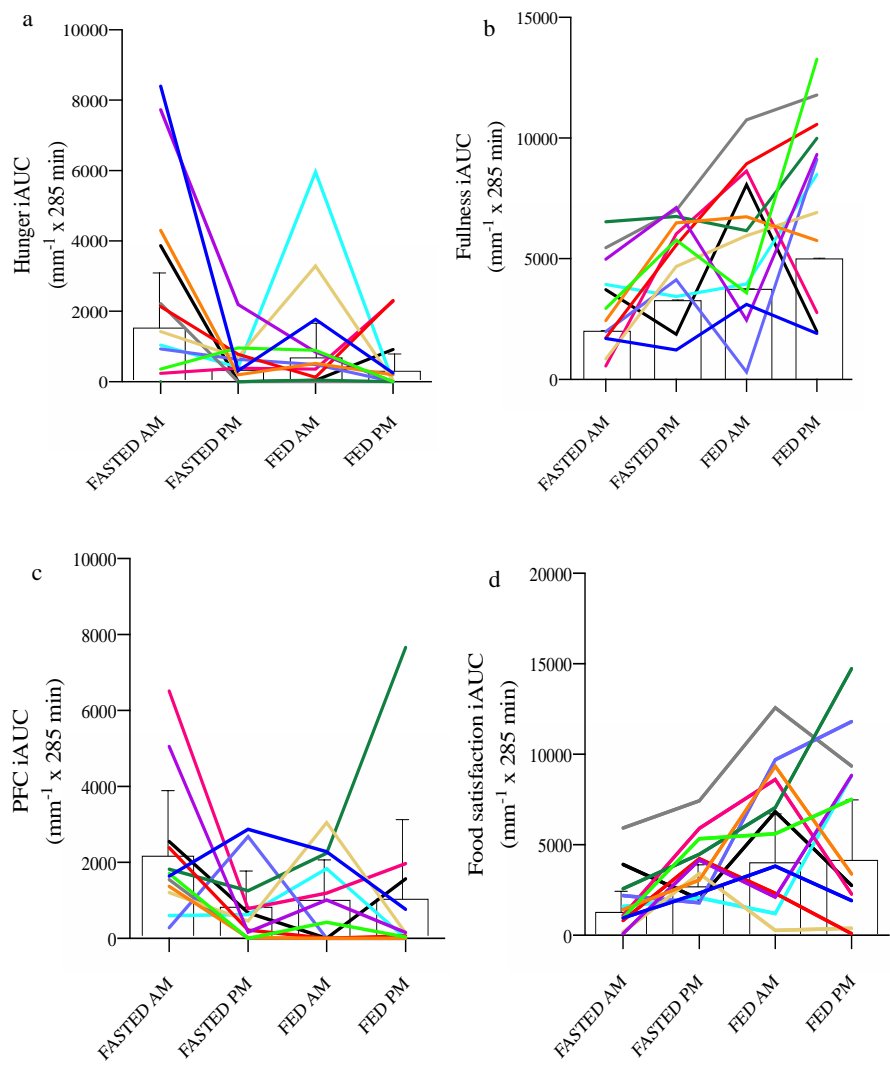 a
Hunger iAUC
(mm⁻¹ x 285 min)
10000
8000
6000
4000
2000
0
FASTED AM
FASTED PM
FED AM
FED PM
b
Fullness iAUC
(mm⁻¹ x 285 min)
15000
10000
5000
0
FASTED AM
FASTED PM
FED AM
FED PM
c
PFC iAUC
(mm⁻¹ x 285 min)
10000
8000
6000
4000
2000
0
FASTED AM
FASTED PM
FED AM
FED PM
d
Food satisfaction iAUC
(mm⁻¹ x 285 min)
20000
15000
10000
5000
0
FASTED AM
FASTED PM
FED AM
FED PM